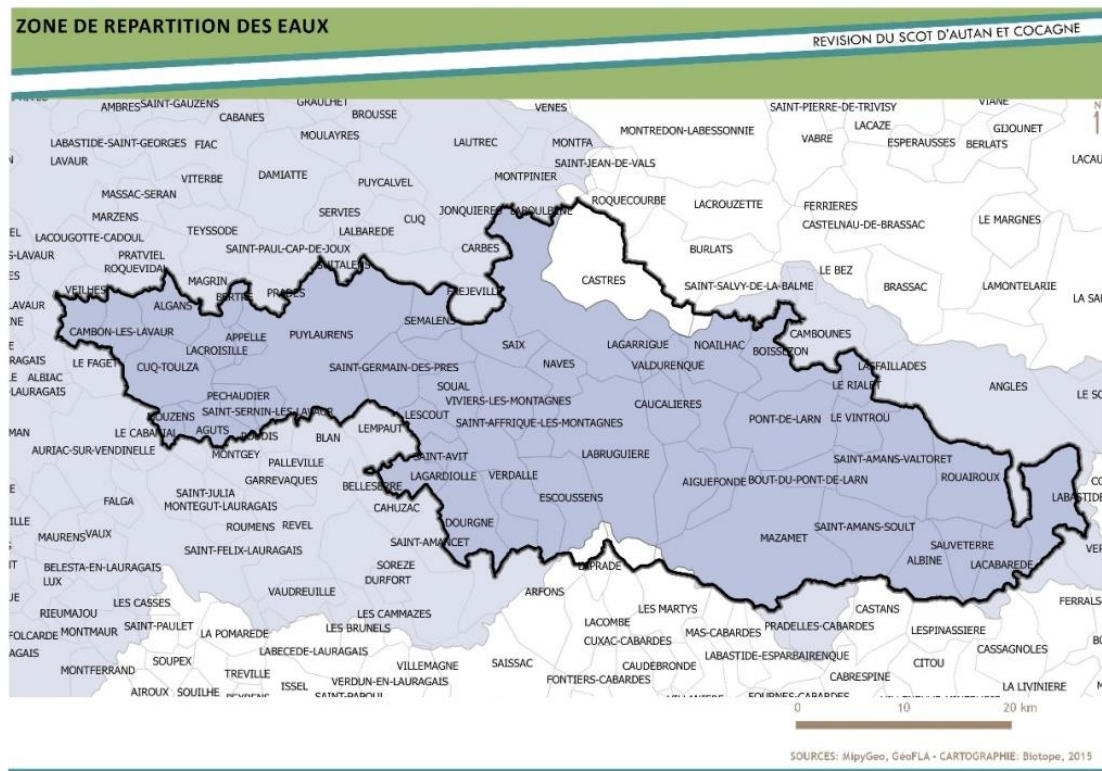 ZONE DE REPARTITION DES EAUX
REVISION DU SCOT D'AUTAN ET COCAGNE
AMBRES
SAINT-GAUZENS
GRAULHET
CABANES
BROUSSE
VENES
SAINT-PIERRE-DE-TRIVISY
VIANE
LABASTIDE-SAINT-GEORGES
FIAC
MOULAYRES
LAUTREC
MONTFA
MONTREDON-LABESSONNIE
LACAZE
VABRE
ESPERAUSSES
BERLATS
GIJOUNET
LAVAUR
SAINT-JEAN-DE-VALS
LACAU
VITERBE
DAMIATTE
PUYCALVEL
MONTPINIER
MASSAC-SERAN
ROQUECOURBE
LACROUZETTE
FERRIERES
MARZENS
SERVIES
CUQ
JONQUIERES
LE MARGNES
LACOUGOTTE-CADOUL
TEYSSODE
LALBAREDE
CASTELNAU-DE-BRASSAC
SAINT-PAUL-CAP-DE-JOUX
CARBES
BURLATS
PRATVIEL
ROQUEVIDAL
LE BEZ
MAGRIN
CASTRES
SAINT-SALVY-DE-LA-BALME
BRASSAC
LAMONTELARIE
VEILHES
BERTRE
PRADES
FREJEVILLE
LA SA
ALGANS
SEMALENS
CAMBON-LES-LAVAUR
APPELLE
PUYLAURENS
SAIX
LAGARRIGUE
NOAILHAC
CAMBOUNES
LACROISILLE
BOISSEZON
LE FAGET
CUQ-TOULZA
SAINT-GERMAIN-DES-PRES
NAVES
VALDURENQUE
LASFAILLADES
ALBIAC
SOUAL
LE RIALET
ANGLES
PECHAUDIER
VIVIERS-LES-MONTAGNES
CAUCALIERES
LE SO
MOUZENS
SAINT-SERNIN-LES-LAVAUR
LESCOUT
PONT-DE-LARN
LE VINTROU
LE CABANIAL
AGUTS
POUDIS
BLAN
LEMPAUT
SAINT-AFFRIQUE-LES-MONTAGNES
AURIAC-SUR-VENDINELLE
MONTGEY
PALLEVILLE
SAINT-AVIT
LABRUGUIERE
SAINT-AMANS-VALTORET
GARREVAQUES
LAGARDIOLLE
VERDALLE
AIGUEFONDE
BOUT-DU-PONT-DE-LARN
ROUAIROUX
SAINT-JULIA
BELLESERRE
FALGA
MONTEGUT-LAURAGAIS
CAHUZAC
ESCOUSSENS
LABASTIDE
ROUMENS
REVEL
DOURGNE
SAINT-AMANS-SOULT
MAURENS
VAUX
SAINT-AMANCET
MAZAMET
SAUVETERRE
SAINT-FELIX-LAURAGAIS
ALBINE
LACABAREDE
BELESTA-EN-LAURAGAIS
SOREZE
LUX
DURFORT
ARFONS
VAUDREUILLE
LES CASSES
LES CAMMAZES
LES MARTYS
CASTANS
FERRALS
RIEUMAJOU
SAINT-PAULET
LES BRUNELS
LACOMBE
PRADELLES-CABARDES
LESPINASSIERE
FOLCARDE
MONTMAUR
LA POMAREDE
MAS-CABARDES
CUXAC-CABARDES
LABECEDE-LAURAGAIS
CASSAGNOLES
SOUPEX
VILLEMAGNE
SAISSAC
CAUDEBRONDE
LABASTIDE-ESPARBAIRENQUE
CITOU
MONTFERRAND
TREVILLE
VERDUN-EN-LAURAGAIS
FONTIERS-CABARDES
CABRESPINE
AIROUX
SOUILHE
ISSEL
LA LIVINIERE
0 10 20 km
SOURCES: MipyGeo, GeoFLA - CARTOGRAPHIE: Biotope, 2015